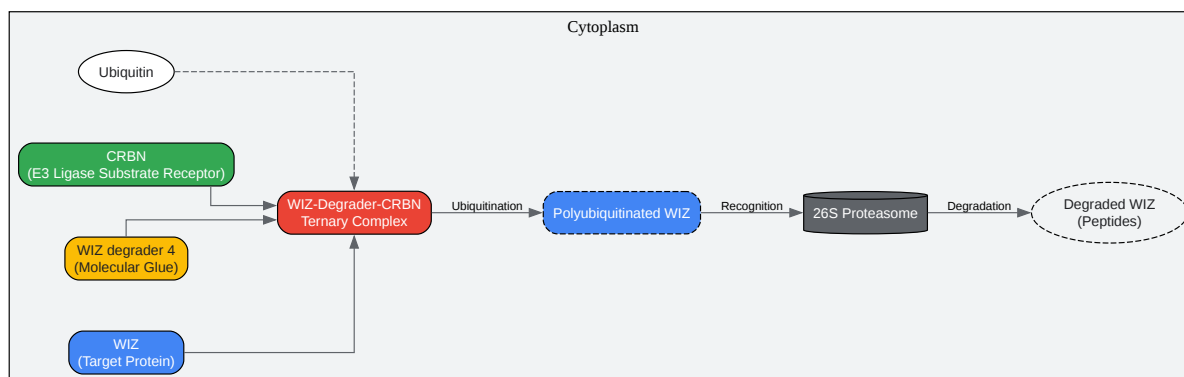 Cytoplasm
Ubiquitin
CRBN
(E3 Ligase Substrate Receptor)
WIZ degrader 4
(Molecular Glue)
WIZ
(Target Protein)
WIZ-Degrader-CRBN
Ternary Complex
Ubiquitination
Polyubiquitinated WIZ
Recognition
26S Proteasome
Degradation
Degraded WIZ
(Peptides)